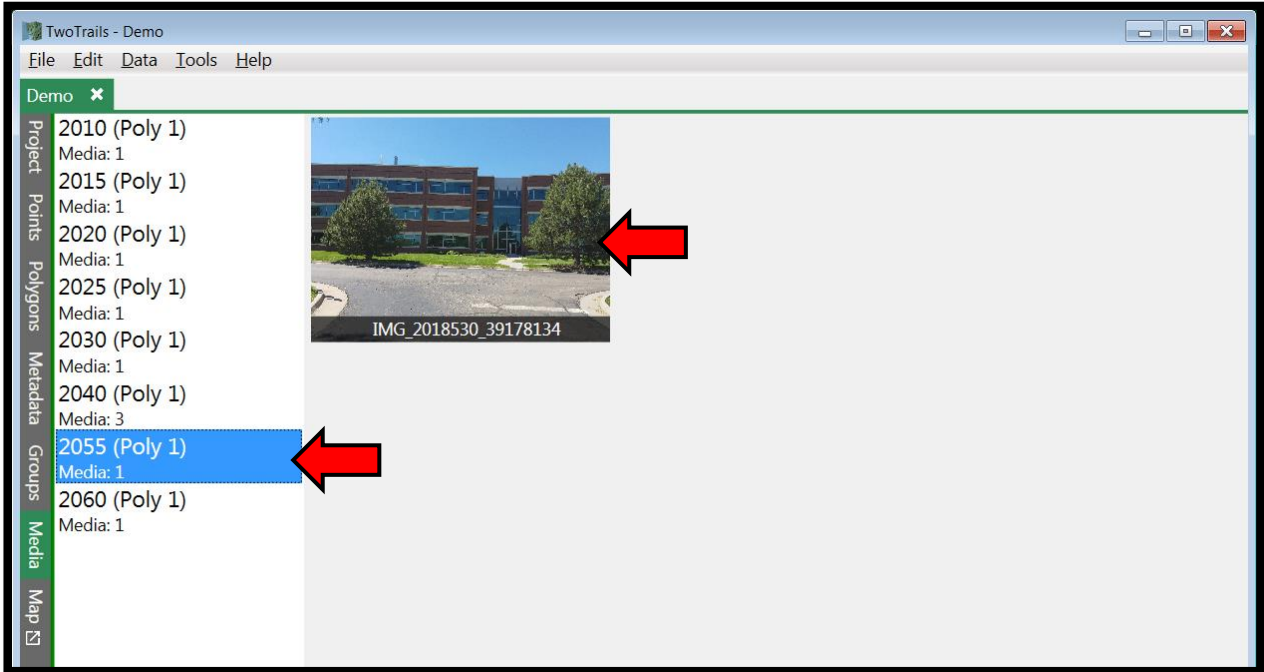 TwoTrails - Demo
File Edit Data Tools Help
Demo
Project
Points
Polygons
Metadata
Groups
Media
Map
2010 (Poly 1)
Media: 1
2015 (Poly 1)
Media: 1
2020 (Poly 1)
Media: 1
2025 (Poly 1)
Media: 1
2030 (Poly 1)
Media: 1
2040 (Poly 1)
Media: 3
2055 (Poly 1)
Media: 1
2060 (Poly 1)
Media: 1
IMG_2018530_39178134